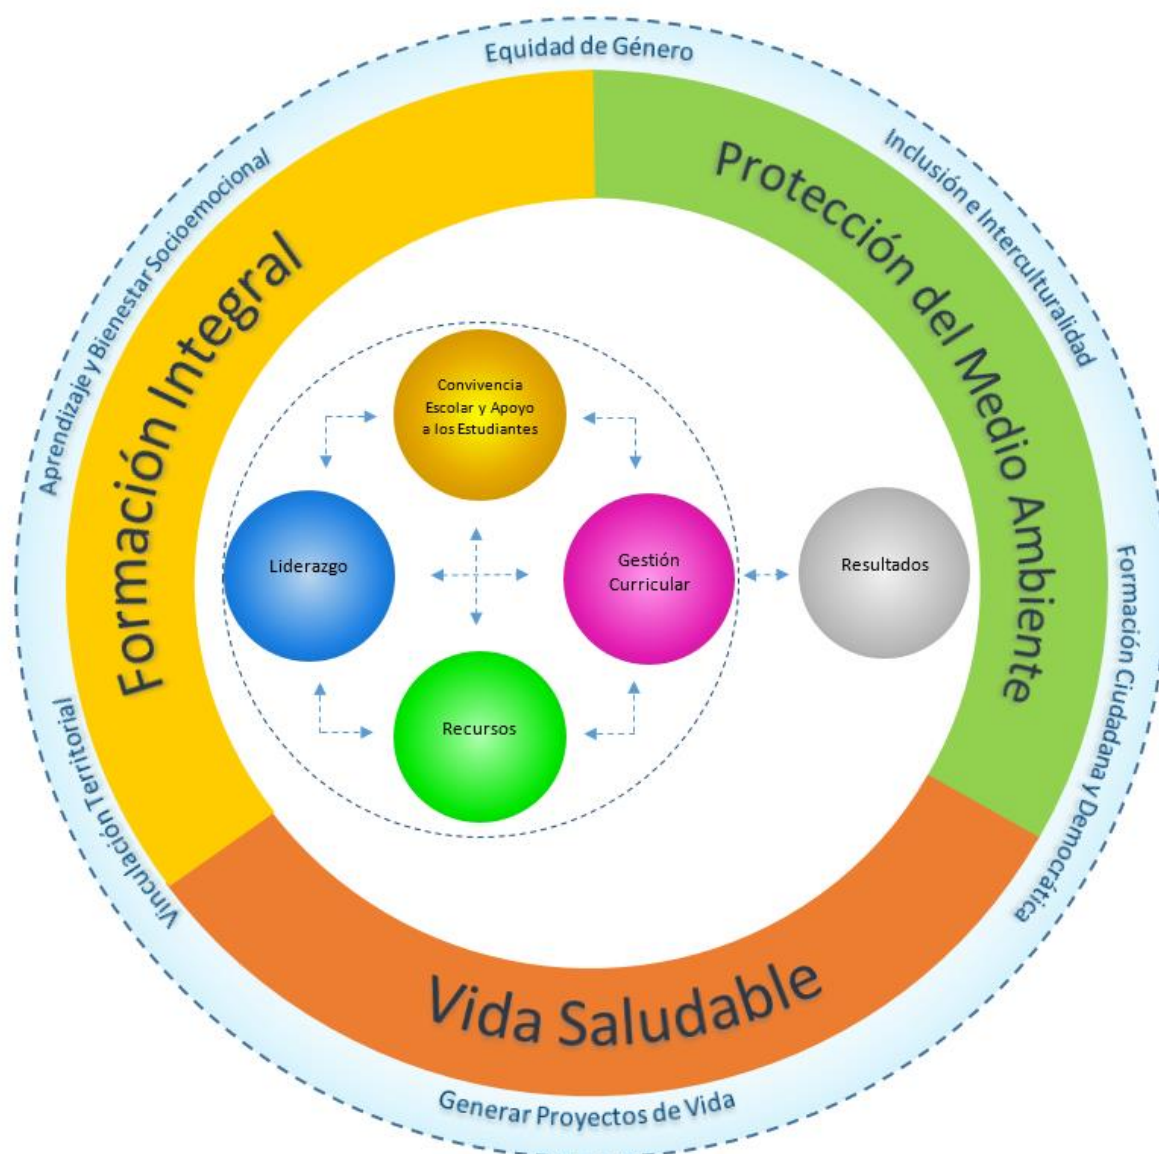 Equidad de Género
Inclusión e Interculturalidad
Aprendizaje y Bienestar Socioemocional
Protección del Medio Ambiente
Formación Integral
Convivencia
Escolar y Apoyo
a los Estudiantes
Liderazgo
Gestión
Curricular
Resultados
Recursos
Formación Ciudadana y Democrática
Vinculación Territorial
Vida Saludable
Generar Proyectos de Vida